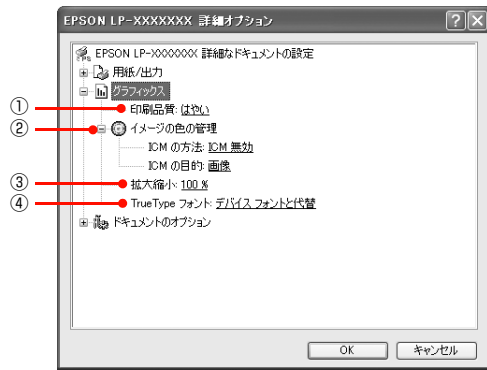 EPSON LP-XXXXXXX 詳細オプション
EPSON LP-XXXXXXX 詳細なドキュメントの設定
用紙/出力
グラフィックス
① 印刷品質: はやい
② イメージの色の管理
ICM の方法: ICM 無効
ICM の目的: 画像
③ 拡大縮小: 100 %
④ TrueType フォント: デバイス フォントと代替
ドキュメントのオプション
OK キャンセル